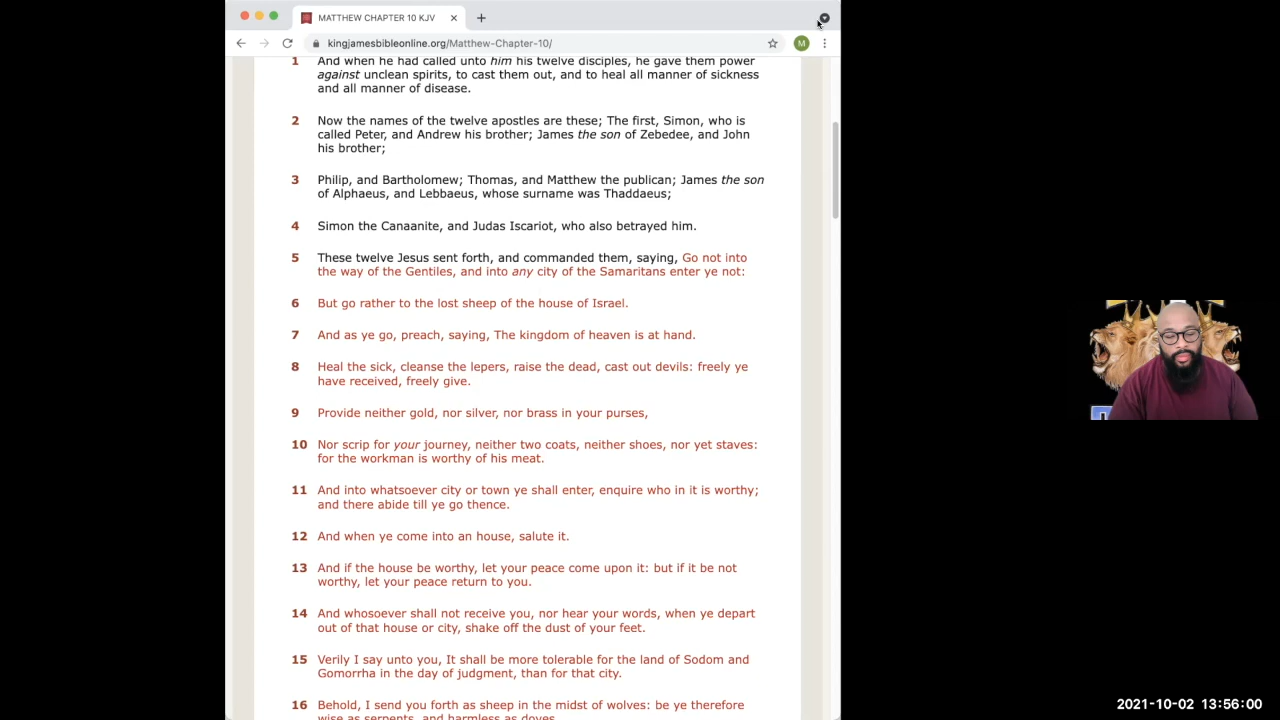 MATTHEW CHAPTER 10 KJV
kingjamesbibleonline.org/Matthew-Chapter-10/
M
1 And when he had called unto him his twelve disciples, he gave them power
against unclean spirits, to cast them out, and to heal all manner of sickness
and all manner of disease.
2 Now the names of the twelve apostles are these; The first, Simon, who is
called Peter, and Andrew his brother; James the son of Zebedee, and John
his brother;
3 Philip, and Bartholomew; Thomas, and Matthew the publican; James the son
of Alphaeus, and Lebbaeus, whose surname was Thaddaeus;
4 Simon the Canaanite, and Judas Iscariot, who also betrayed him.
5 These twelve Jesus sent forth, and commanded them, saying, Go not into
the way of the Gentiles, and into any city of the Samaritans enter ye not:
6 But go rather to the lost sheep of the house of Israel.
7 And as ye go, preach, saying, The kingdom of heaven is at hand.
8 Heal the sick, cleanse the lepers, raise the dead, cast out devils: freely ye
have received, freely give.
9 Provide neither gold, nor silver, nor brass in your purses,
10 Nor scrip for your journey, neither two coats, neither shoes, nor yet staves:
for the workman is worthy of his meat.
11 And into whatsoever city or town ye shall enter, enquire who in it is worthy;
and there abide till ye go thence.
12 And when ye come into an house, salute it.
13 And if the house be worthy, let your peace come upon it: but if it be not
worthy, let your peace return to you.
14 And whosoever shall not receive you, nor hear your words, when ye depart
out of that house or city, shake off the dust of your feet.
15 Verily I say unto you, It shall be more tolerable for the land of Sodom and
Gomorrha in the day of judgment, than for that city.
16 Behold, I send you forth as sheep in the midst of wolves: be ye therefore
wise as serpents, and harmless as doves.
2021-10-02 13:56:00